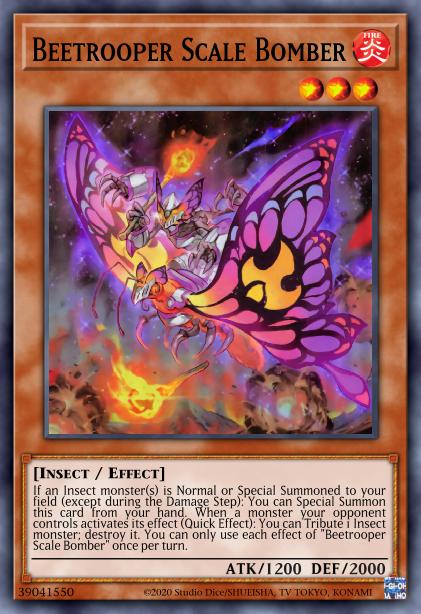 BEETROOPER SCALE BOMBER
FIRE
炎
[INSECT / EFFECT]
If an Insect monster(s) is Normal or Special Summoned to your
field (except during the Damage Step): You can Special Summon
this card from your hand. When a monster your opponent
controls activates its effect (Quick Effect): You can Tribute 1 Insect
monster; destroy it. You can only use each effect of "Beetrooper
Scale Bomber" once per turn.
ATK/1200 DEF/2000
39041550
©2020 Studio Dice/SHUEISHA, TV TOKYO, KONAMI